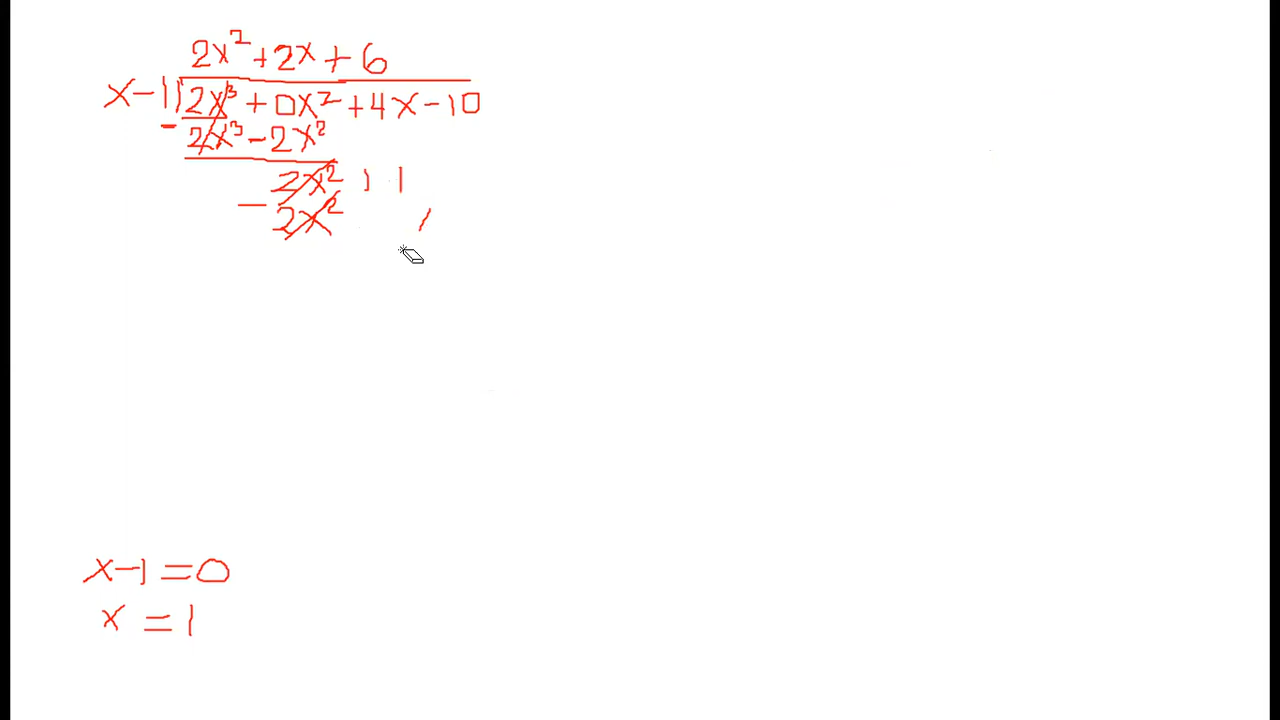 2x² + 2x + 6
x - 1) 2x³ + 0x² + 4x - 10
- 2x³ - 2x²
2x²
- 2x²
x - 1 = 0
x = 1